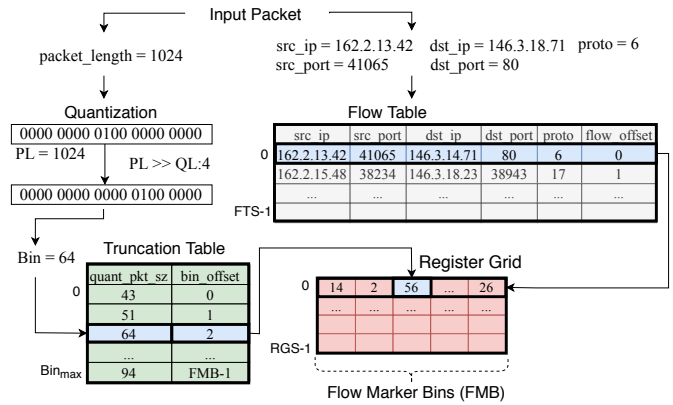 Input Packet
packet_length = 1024
src_ip = 162.2.13.42 dst_ip = 146.3.18.71 proto = 6
src_port = 41065 dst_port = 80
Quantization
0000 0000 0100 0000 0000
PL = 1024
PL >> QL:4
0000 0000 0000 0100 0000
Flow Table
src_ip src_port dst_ip dst_port proto flow_offset
0 162.2.13.42 41065 146.3.14.71 80 6 0
162.2.15.48 38234 146.3.18.23 38943 17 1
... ... ... ... ... ...
FTS-1
Bin = 64
Truncation Table
quant_pkt_sz bin_offset
0 43 0
51 1
64 2
... ...
Binmax 94 FMB-1
Register Grid
0 14 2 56 ... 26
... ... ... ... ...
RGS-1
Flow Marker Bins (FMB)